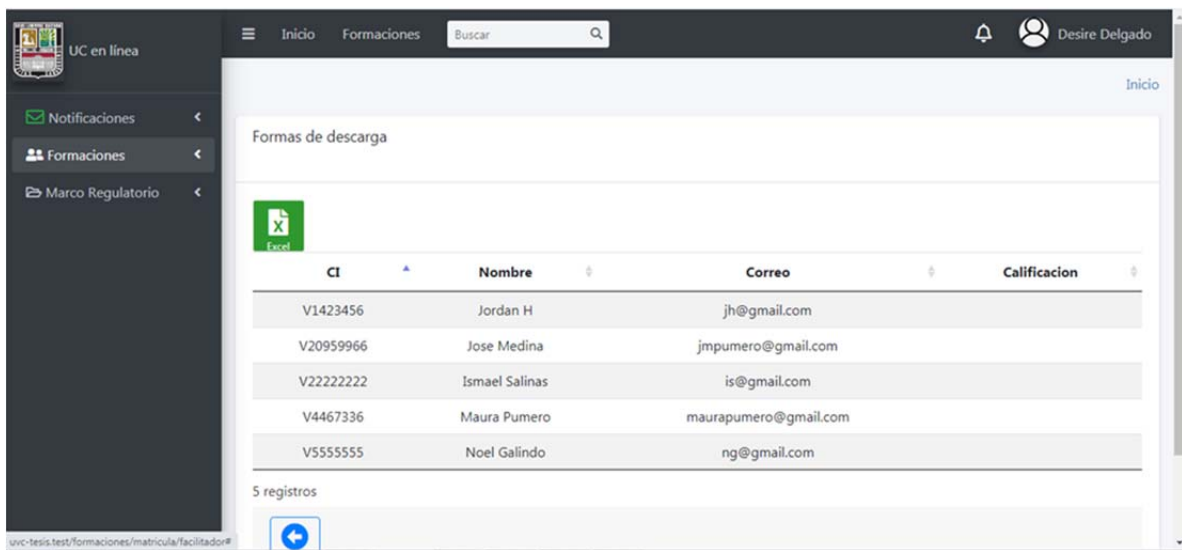 UC en línea
Inicio Formaciones Buscar Desire Delgado
Inicio
Notificaciones
Formaciones
Marco Regulatorio
Formas de descarga
Excel
CI Nombre Correo Calificacion
V1423456 Jordan H jh@gmail.com
V20959966 Jose Medina jmpumero@gmail.com
V22222222 Ismael Salinas is@gmail.com
V4467336 Maura Pumero maurapumero@gmail.com
V5555555 Noel Galindo ng@gmail.com
5 registros
uvc-tesis.test/formaciones/matricula/facilitador#